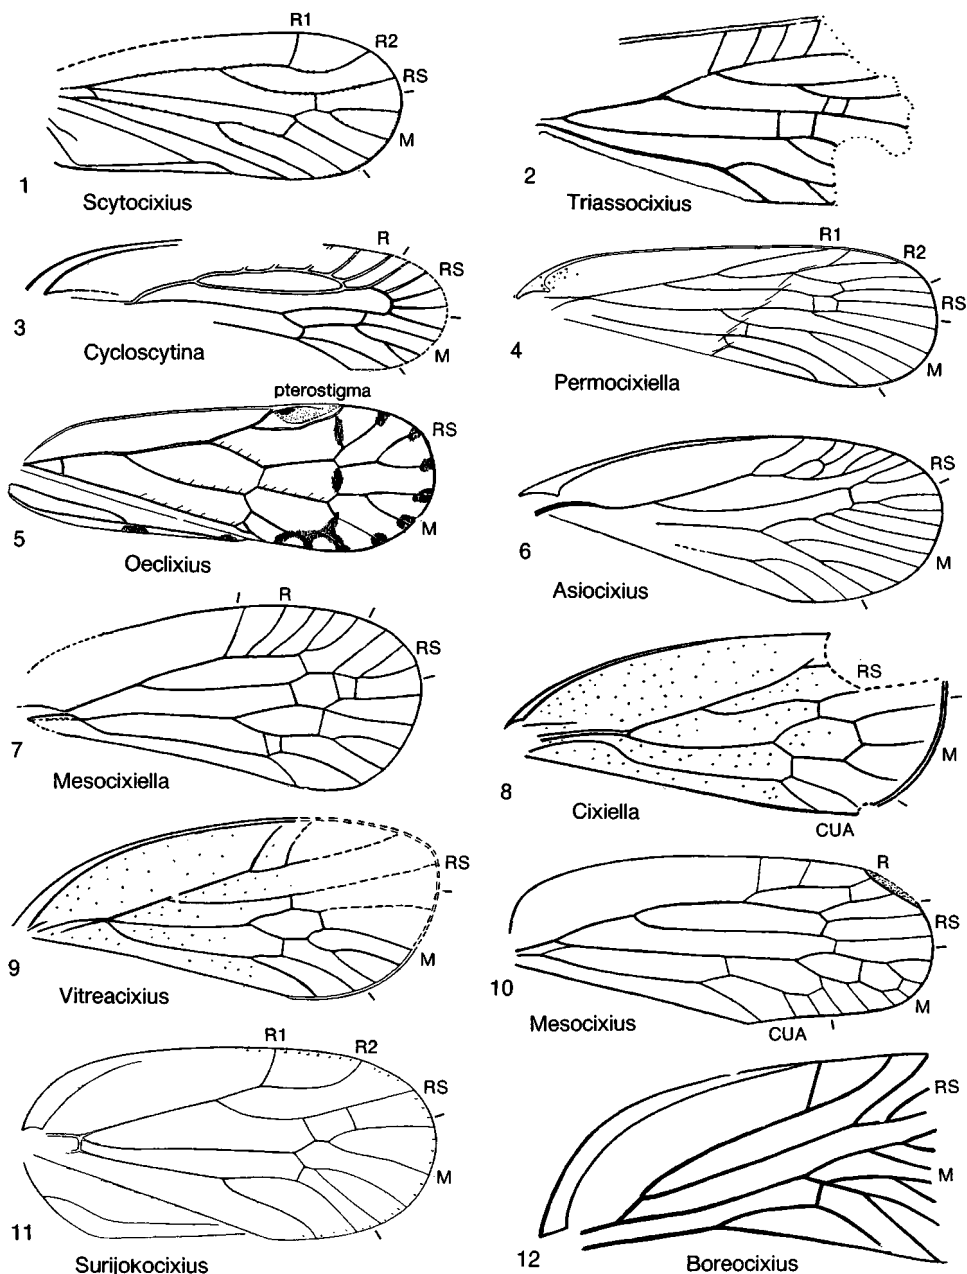 R1
R2
RS
M
1
Scytocixius
2
Triassocixius
R
RS
M
3
Cycloscytina
R1
R2
RS
M
4
Permocixiella
pterostigma
RS
M
5
Oeclixius
RS
M
6
Asiocixius
R
RS
M
7
Mesocixiella
RS
M
8
Cixiella
CUA
RS
M
9
Vitreacixius
R
RS
M
10
Mesocixius
CUA
R1
R2
RS
M
11
Surijokocixius
RS
M
12
Boreocixius